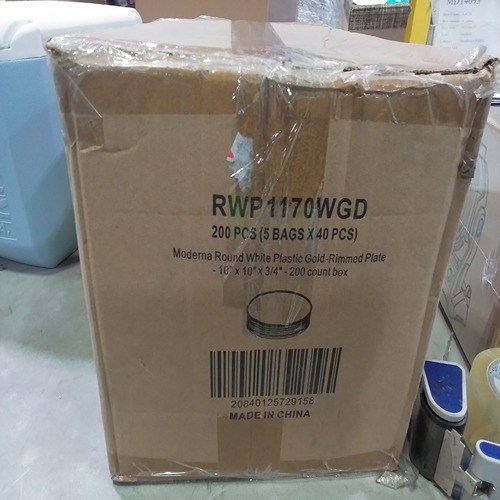 RWP1170WGD
200 PCS (5 BAGS X 40 PCS)
Moderna Round White Plastic Gold-Rimmed Plate
- 10" x 10" x 3/4" - 200 count box
20840125729158
MADE IN CHINA